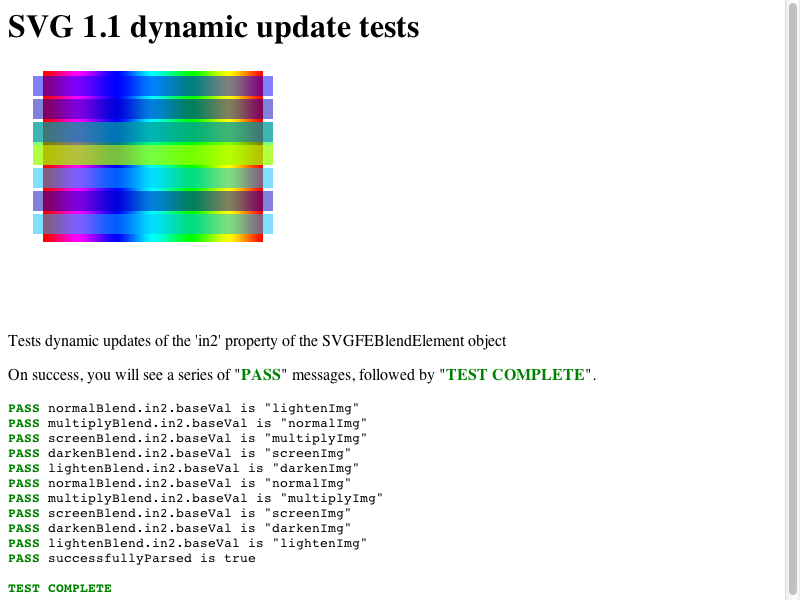 SVG 1.1 dynamic update tests
Tests dynamic updates of the 'in2' property of the SVGFEBlendElement object
On success, you will see a series of "PASS" messages, followed by "TEST COMPLETE".
PASS normalBlend.in2.baseVal is "lightenImg"
PASS multiplyBlend.in2.baseVal is "normalImg"
PASS screenBlend.in2.baseVal is "multiplyImg"
PASS darkenBlend.in2.baseVal is "screenImg"
PASS lightenBlend.in2.baseVal is "darkenImg"
PASS normalBlend.in2.baseVal is "normalImg"
PASS multiplyBlend.in2.baseVal is "multiplyImg"
PASS screenBlend.in2.baseVal is "screenImg"
PASS darkenBlend.in2.baseVal is "darkenImg"
PASS lightenBlend.in2.baseVal is "lightenImg"
PASS successfullyParsed is true
TEST COMPLETE